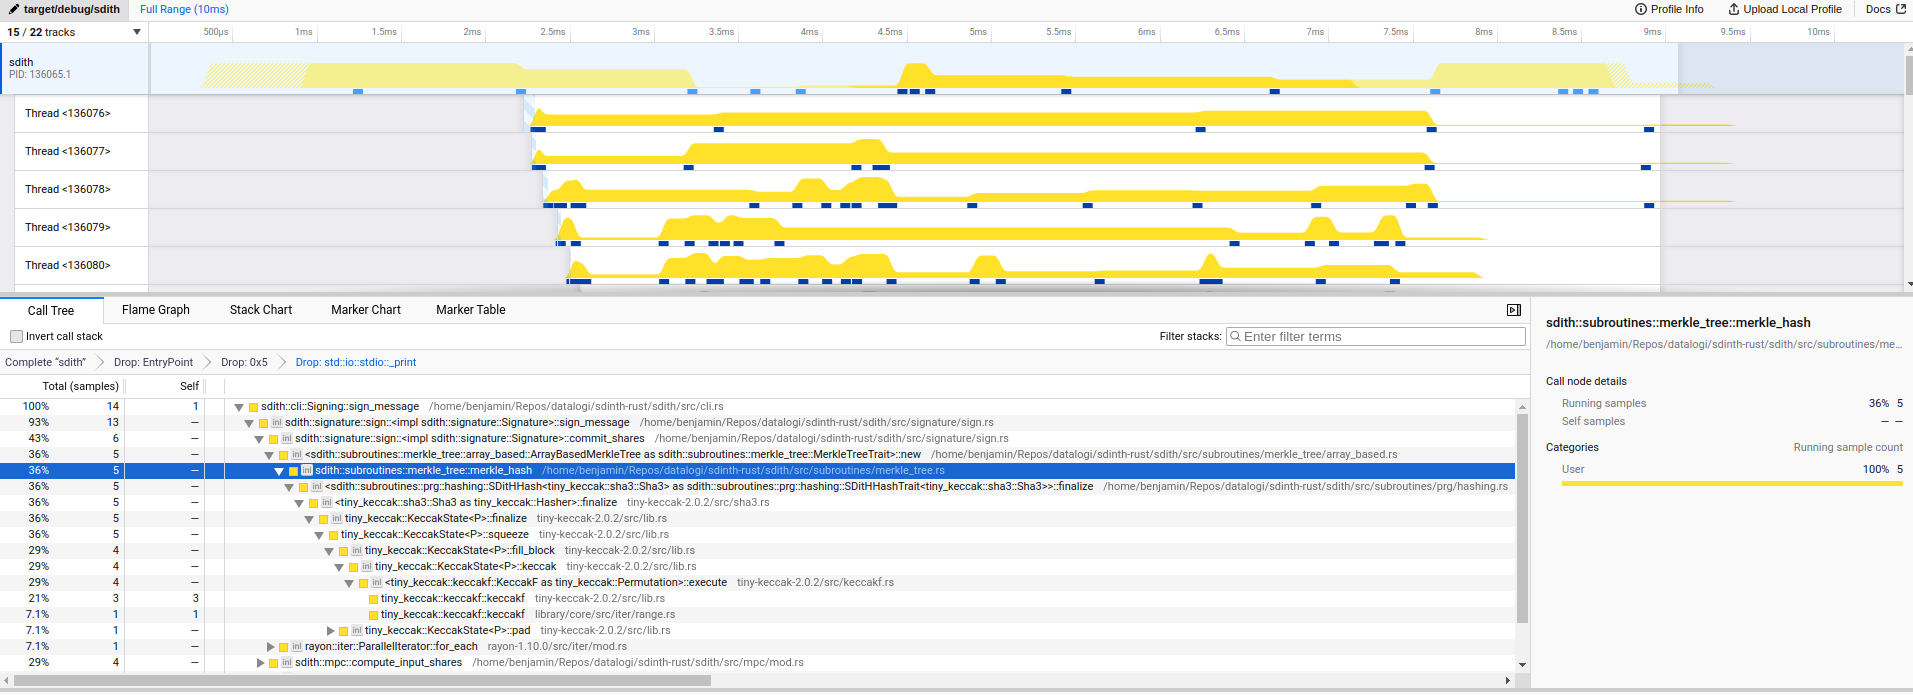 target/debug/sdith Full Range (10ms) Profile Info Upload Local Profile Docs
15 / 22 tracks 500µs 1ms 1.5ms 2ms 2.5ms 3ms 3.5ms 4ms 4.5ms 5ms 5.5ms 6ms 6.5ms 7ms 7.5ms 8ms 8.5ms 9ms 9.5ms 10ms
sdith
PID: 136065.1
Thread <136076>
Thread <136077>
Thread <136078>
Thread <136079>
Thread <136080>
Call Tree Flame Graph Stack Chart Marker Chart Marker Table
Invert call stack Filter stacks: Enter filter terms
Complete “sdith” Drop: EntryPoint Drop: 0x5 Drop: std::io::stdio::_print
Total (samples) Self
100% 14 1 sdith::cli::Signing::sign_message /home/benjamin/Repos/datalogi/sdinth-rust/sdith/src/cli.rs
93% 13 — inl sdith::signature::sign::<impl sdith::signature::Signature>::sign_message /home/benjamin/Repos/datalogi/sdinth-rust/sdith/src/signature/sign.rs
43% 6 — inl sdith::signature::sign::<impl sdith::signature::Signature>::commit_shares /home/benjamin/Repos/datalogi/sdinth-rust/sdith/src/signature/sign.rs
36% 5 — inl <sdith::subroutines::merkle_tree::array_based::ArrayBasedMerkleTree as sdith::subroutines::merkle_tree::MerkleTreeTrait>::new /home/benjamin/Repos/datalogi/sdinth-rust/sdith/src/subroutines/merkle_tree/array_based.rs
36% 5 — inl sdith::subroutines::merkle_tree::merkle_hash /home/benjamin/Repos/datalogi/sdinth-rust/sdith/src/subroutines/merkle_tree.rs
36% 5 — inl <sdith::subroutines::prg::hashing::SDitHHash<tiny_keccak::sha3::Sha3> as sdith::subroutines::prg::hashing::SDitHHashTrait<tiny_keccak::sha3::Sha3>>::finalize /home/benjamin/Repos/datalogi/sdinth-rust/sdith/src/subroutines/prg/hashing.rs
36% 5 — inl <tiny_keccak::sha3::Sha3 as tiny_keccak::Hasher>::finalize tiny-keccak-2.0.2/src/sha3.rs
36% 5 — inl tiny_keccak::KeccakState<P>::finalize tiny-keccak-2.0.2/src/lib.rs
36% 5 — tiny_keccak::KeccakState<P>::squeeze tiny-keccak-2.0.2/src/lib.rs
29% 4 — inl tiny_keccak::KeccakState<P>::fill_block tiny-keccak-2.0.2/src/lib.rs
29% 4 — inl tiny_keccak::KeccakState<P>::keccak tiny-keccak-2.0.2/src/lib.rs
29% 4 — inl <tiny_keccak::keccakf::KeccakF as tiny_keccak::Permutation>::execute tiny-keccak-2.0.2/src/keccakf.rs
21% 3 3 tiny_keccak::keccakf::keccakf tiny-keccak-2.0.2/src/lib.rs
7.1% 1 1 tiny_keccak::keccakf::keccakf library/core/src/iter/range.rs
7.1% 1 — inl tiny_keccak::KeccakState<P>::pad tiny-keccak-2.0.2/src/lib.rs
7.1% 1 — inl rayon::iter::ParallelIterator::for_each rayon-1.10.0/src/iter/mod.rs
29% 4 — inl sdith::mpc::compute_input_shares /home/benjamin/Repos/datalogi/sdinth-rust/sdith/src/mpc/mod.rs
sdith::subroutines::merkle_tree::merkle_hash
/home/benjamin/Repos/datalogi/sdinth-rust/sdith/src/subroutines/me…
Call node details
Running samples 36% 5
Self samples — —
Categories Running sample count
User 100% 5